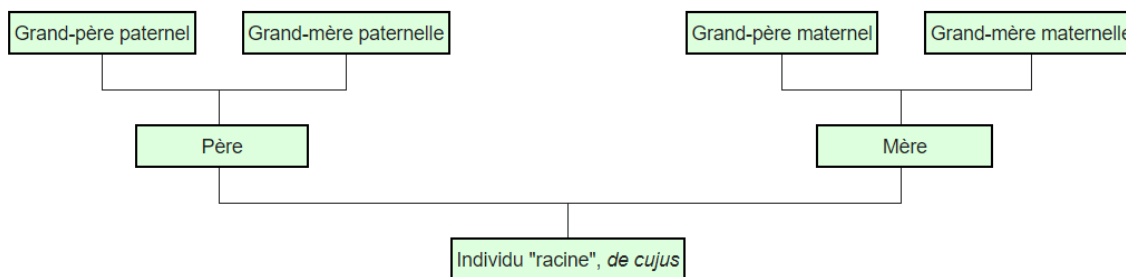 Grand-père paternel
Grand-mère paternelle
Grand-père maternel
Grand-mère maternelle
Père
Mère
Individu "racine", de cujus